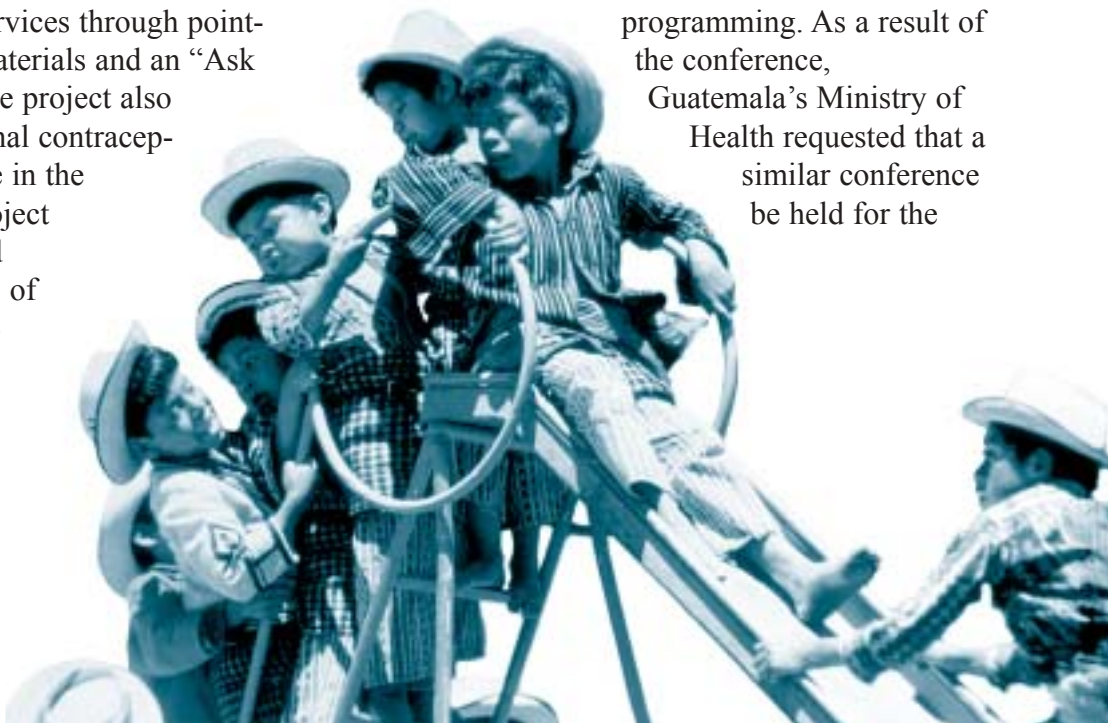 rvices through point-
aterials and an “Ask
e project also
nal contracep-
e in the
ject
of
programming. As a result of
the conference,
Guatemala’s Ministry of
Health requested that a
similar conference
be held for the